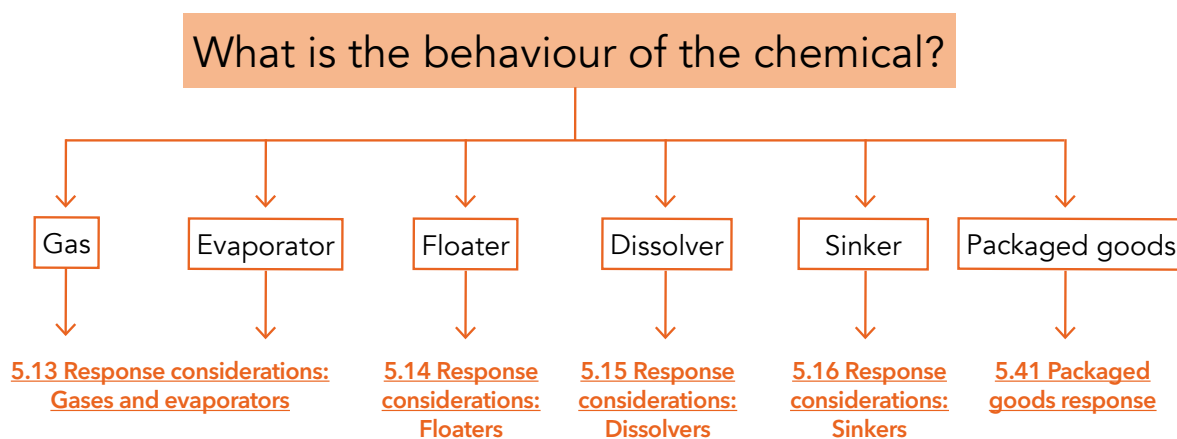 What is the behaviour of the chemical?
Gas
Evaporator
Floater
Dissolver
Sinker
Packaged goods
5.13 Response considerations:
Gases and evaporators
5.14 Response
considerations:
Floaters
5.15 Response
considerations:
Dissolvers
5.16 Response
considerations:
Sinkers
5.41 Packaged
goods response